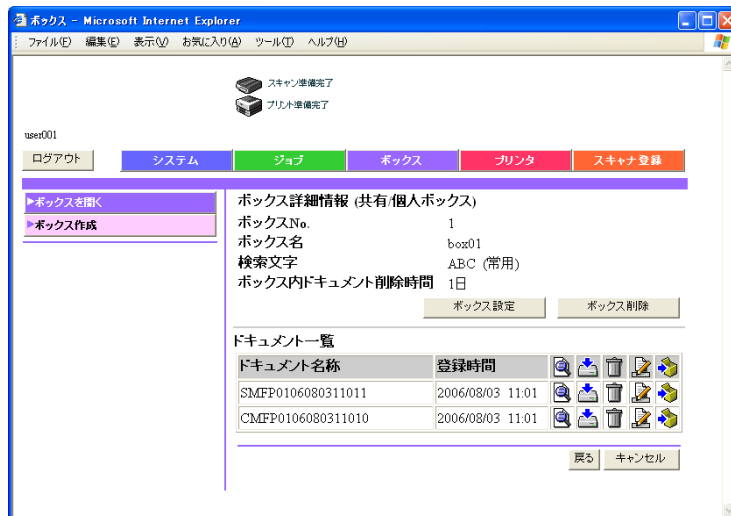 ボックス - Microsoft Internet Explorer
ファイル(F) 編集(E) 表示(V) お気に入り(A) ツール(T) ヘルプ(H)
スキャン準備完了
プリント準備完了
user001
ログアウト システム ジョブ ボックス プリンタ スキャナ登録
▶ボックスを開く
▶ボックス作成
ボックス詳細情報 (共有/個人ボックス)
ボックスNo. 1
ボックス名 box01
検索文字 ABC (常用)
ボックス内ドキュメント削除時間 1日
ボックス設定 ボックス削除
ドキュメント一覧
ドキュメント名称 登録時間
SMFP0106080311011 2006/08/03 11:01
CMFP0106080311010 2006/08/03 11:01
戻る キャンセル